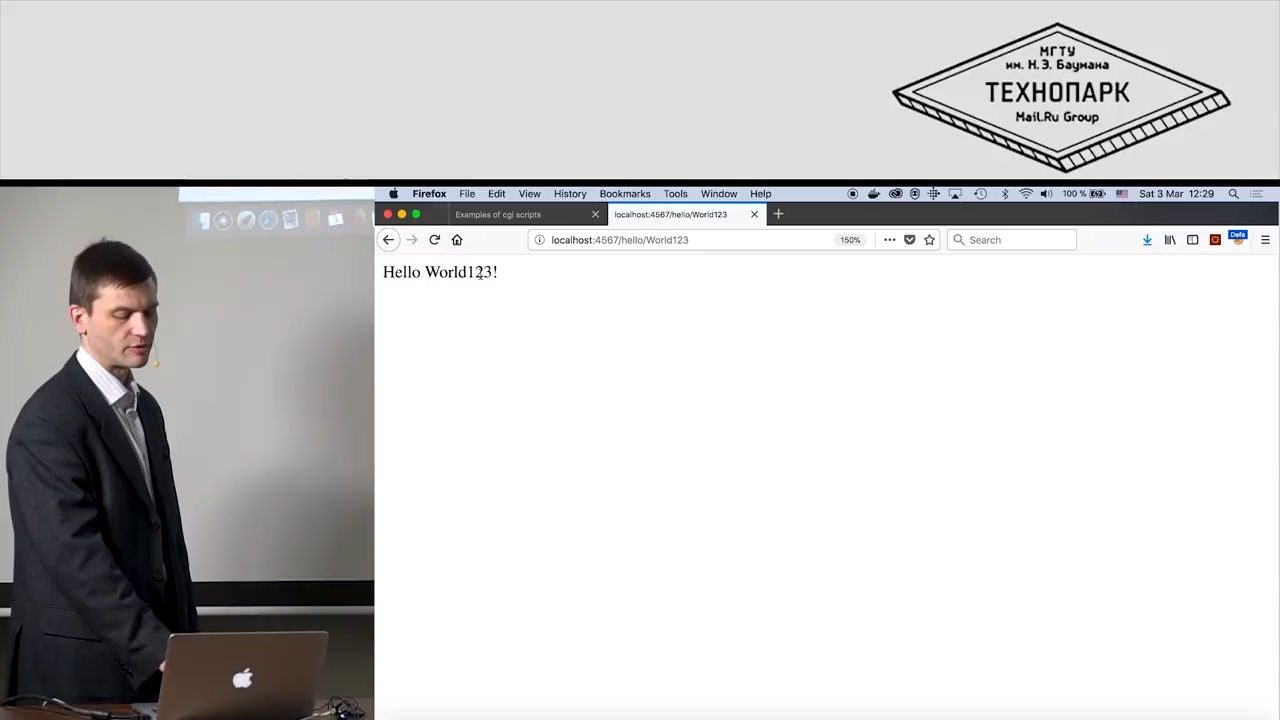 МГТУ
им. Н.Э. Баумана
ТЕХНОПАРК
Mail.Ru Group
Firefox File Edit View History Bookmarks Tools Window Help 100 % Sat 3 Mar 12:29
Examples of cgi scripts
localhost:4567/hello/World123
localhost:4567/hello/World123 150% Search Defa
Hello World123!